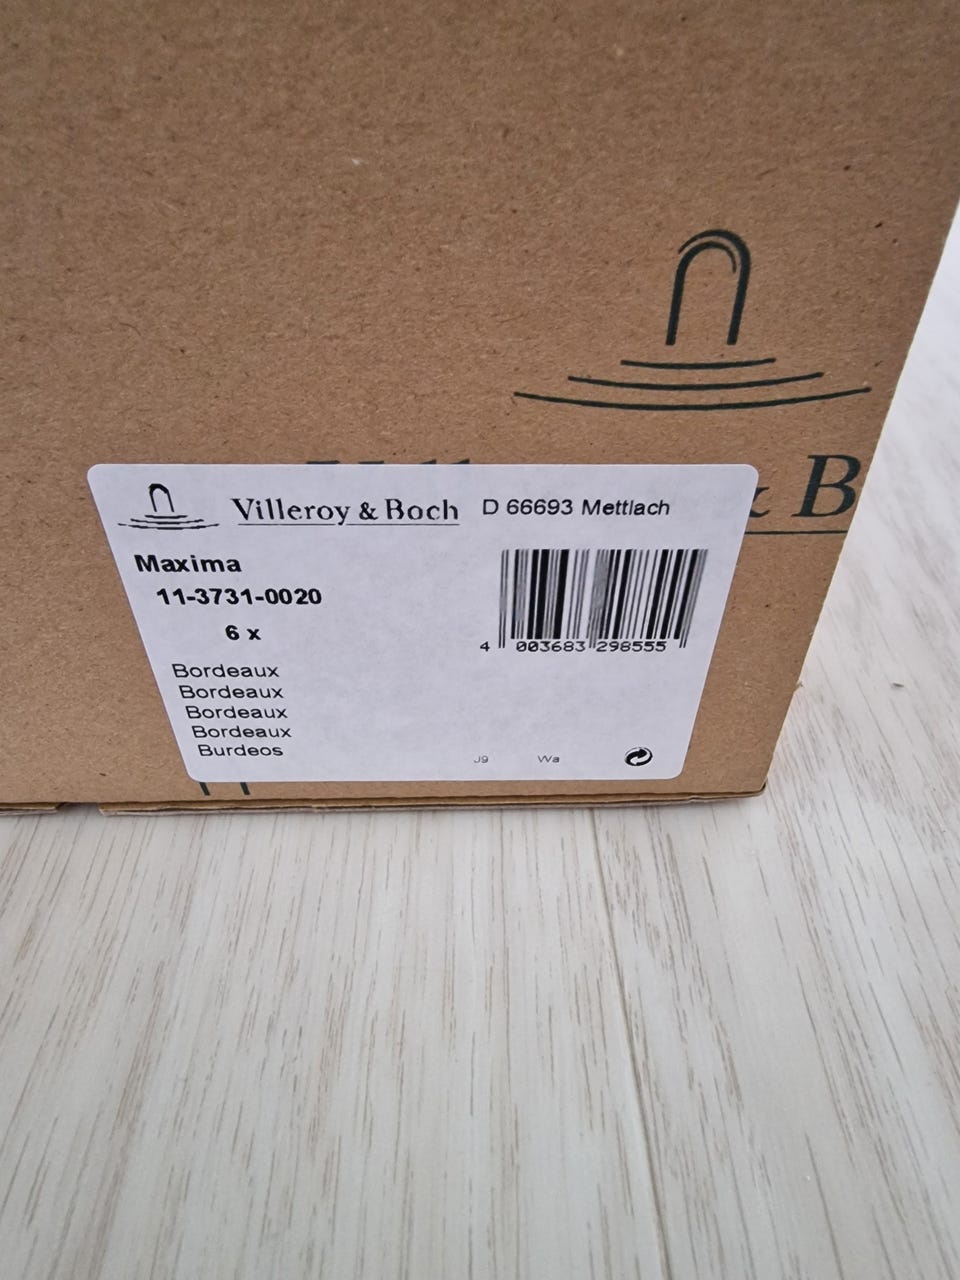 & B
Villeroy & Boch D 66693 Mettlach
Maxima
11-3731-0020
6 x
4 003683 298555
Bordeaux
Bordeaux
Bordeaux
Bordeaux
Burdeos
J9 Wa